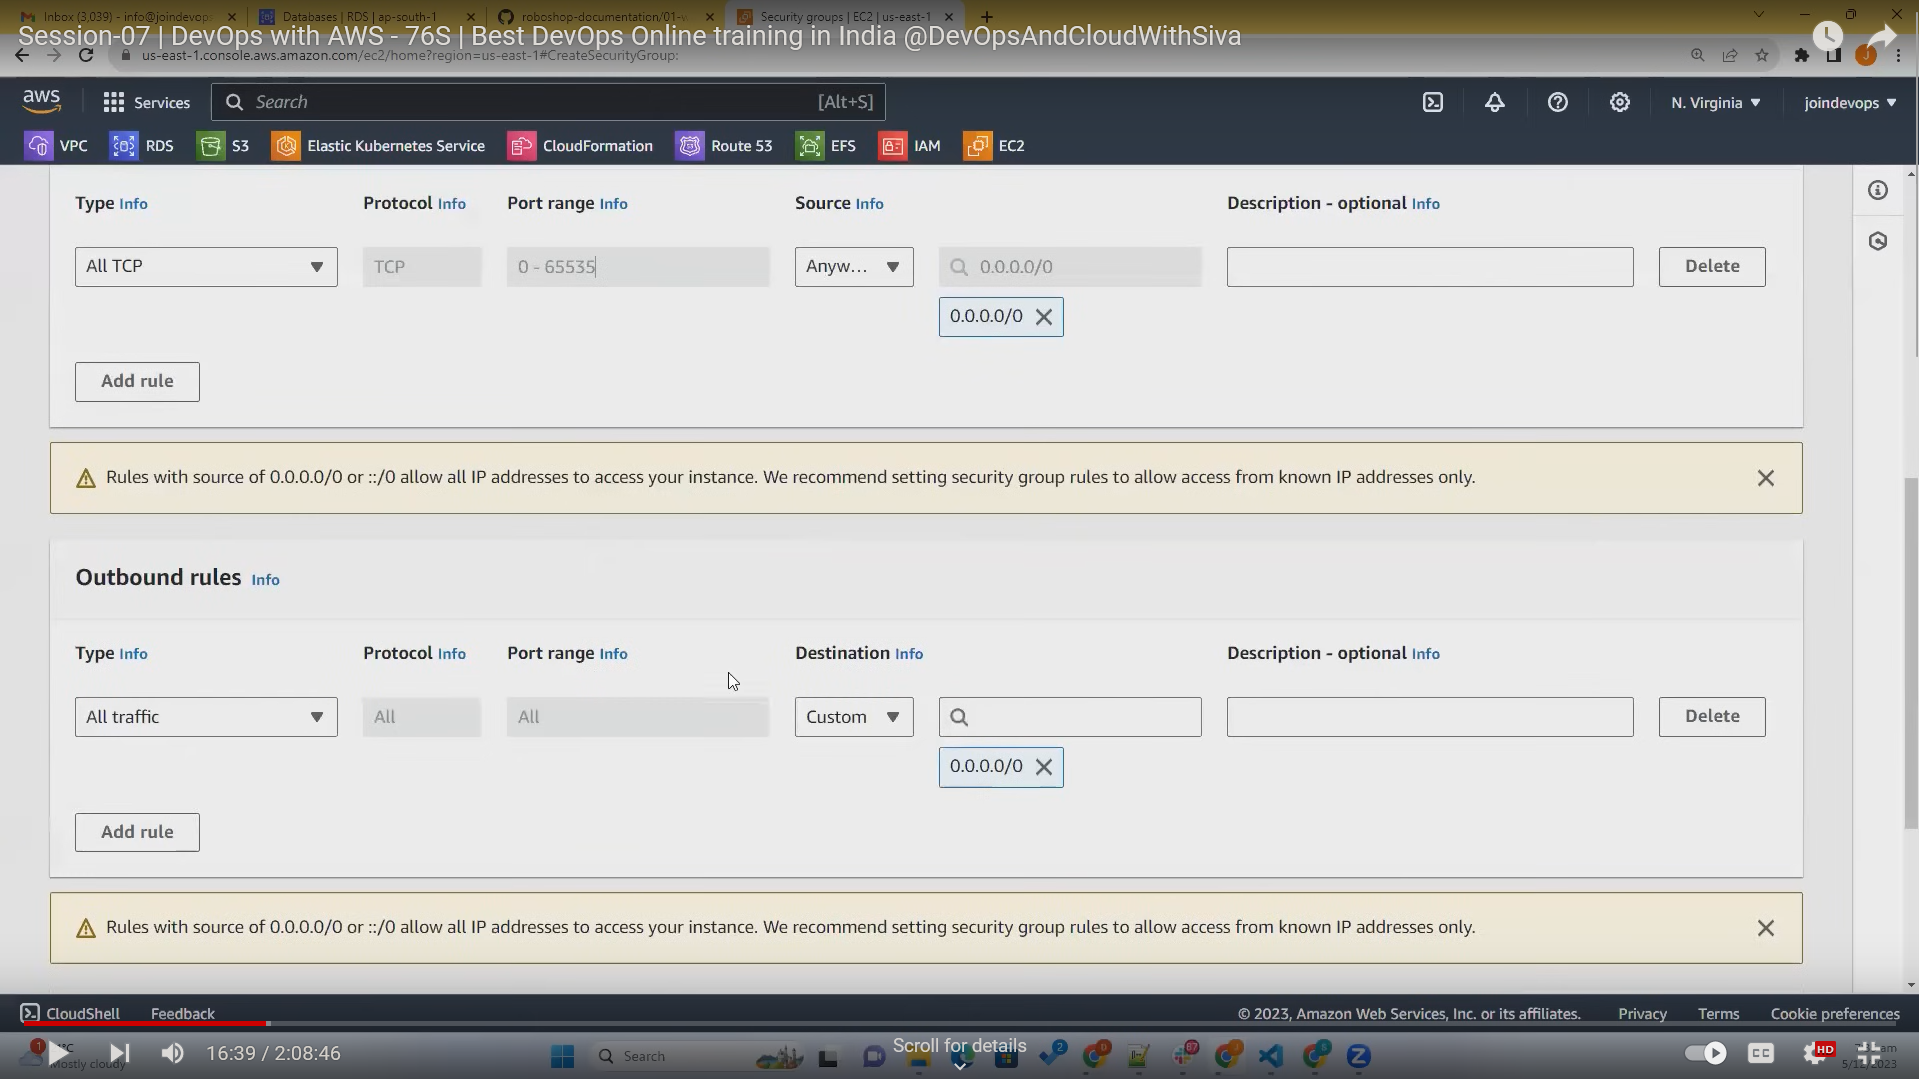 Inbox (3,039) - info@joindevops
Databases | RDS | ap-south-1
roboshop-documentation/01-w
Security groups | EC2 | us-east-1
Session-07 | DevOps with AWS - 76S | Best DevOps Online training in India @DevOpsAndCloudWithSiva
us-east-1.console.aws.amazon.com/ec2/home?region=us-east-1#CreateSecurityGroup:
aws
Services
Search
[Alt+S]
N. Virginia
joindevops
VPC
RDS
S3
Elastic Kubernetes Service
CloudFormation
Route 53
EFS
IAM
EC2
Type Info
Protocol Info
Port range Info
Source Info
Description - optional Info
All TCP
TCP
0 - 65535
Anyw...
0.0.0.0/0
Delete
0.0.0.0/0
Add rule
Rules with source of 0.0.0.0/0 or ::/0 allow all IP addresses to access your instance. We recommend setting security group rules to allow access from known IP addresses only.
Outbound rules Info
Type Info
Protocol Info
Port range Info
Destination Info
Description - optional Info
All traffic
All
All
Custom
Delete
0.0.0.0/0
Add rule
Rules with source of 0.0.0.0/0 or ::/0 allow all IP addresses to access your instance. We recommend setting security group rules to allow access from known IP addresses only.
CloudShell
Feedback
© 2023, Amazon Web Services, Inc. or its affiliates.
Privacy
Terms
Cookie preferences
Mostly cloudy
16:39 / 2:08:46
Search
Scroll for details
CC
HD